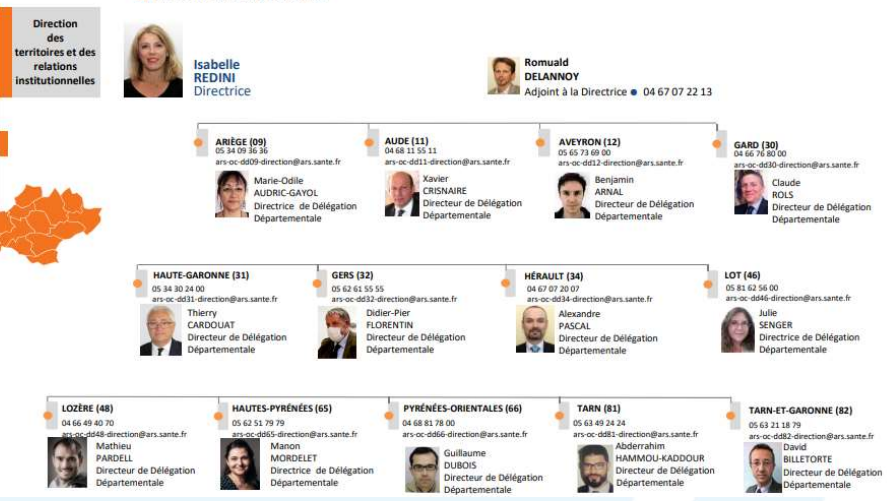 Direction
des
territoires et des
relations
institutionnelles
Isabelle
REDINI
Directrice
Romuald
DELANNOY
Adjoint à la Directrice ● 04 67 07 22 13
ARIÈGE (09)
05 34 09 36 36
ars-oc-dd09-direction@ars.sante.fr
Marie-Odile
AUDRIC-GAYOL
Directrice de Délégation
Départementale
AUDE (11)
04 68 11 55 11
ars-oc-dd11-direction@ars.sante.fr
Xavier
CRISNAIRE
Directeur de Délégation
Départementale
AVEYRON (12)
05 65 73 69 00
ars-oc-dd12-direction@ars.sante.fr
Benjamin
ARNAL
Directeur de Délégation
Départementale
GARD (30)
04 66 76 80 00
ars-oc-dd30-direction@ars.sante.fr
Claude
ROLS
Directeur de Délégation
Départementale
HAUTE-GARONNE (31)
05 34 30 24 00
ars-oc-dd31-direction@ars.sante.fr
Thierry
CARDOUAT
Directeur de Délégation
Départementale
GERS (32)
05 62 61 55 55
ars-oc-dd32-direction@ars.sante.fr
Didier-Pier
FLORENTIN
Directeur de Délégation
Départementale
HÉRAULT (34)
04 67 07 20 07
ars-oc-dd34-direction@ars.sante.fr
Alexandre
PASCAL
Directeur de Délégation
Départementale
LOT (46)
05 81 62 56 00
ars-oc-dd46-direction@ars.sante.fr
Julie
SENGER
Directrice de Délégation
Départementale
LOZÈRE (48)
04 66 49 40 70
ars-oc-dd48-direction@ars.sante.fr
Mathieu
PARDELL
Directeur de Délégation
Départementale
HAUTES-PYRÉNÉES (65)
05 62 51 79 79
ars-oc-dd65-direction@ars.sante.fr
Manon
MORDELET
Directrice de Délégation
Départementale
PYRÉNÉES-ORIENTALES (66)
04 68 81 78 00
ars-oc-dd66-direction@ars.sante.fr
Guillaume
DUBOIS
Directeur de Délégation
Départementale
TARN (81)
05 63 49 24 24
ars-oc-dd81-direction@ars.sante.fr
Abderrahim
HAMMOU-KADDOUR
Directeur de Délégation
Départementale
TARN-ET-GARONNE (82)
05 63 21 18 79
ars-oc-dd82-direction@ars.sante.fr
David
BILLETORTE
Directeur de Délégation
Départementale